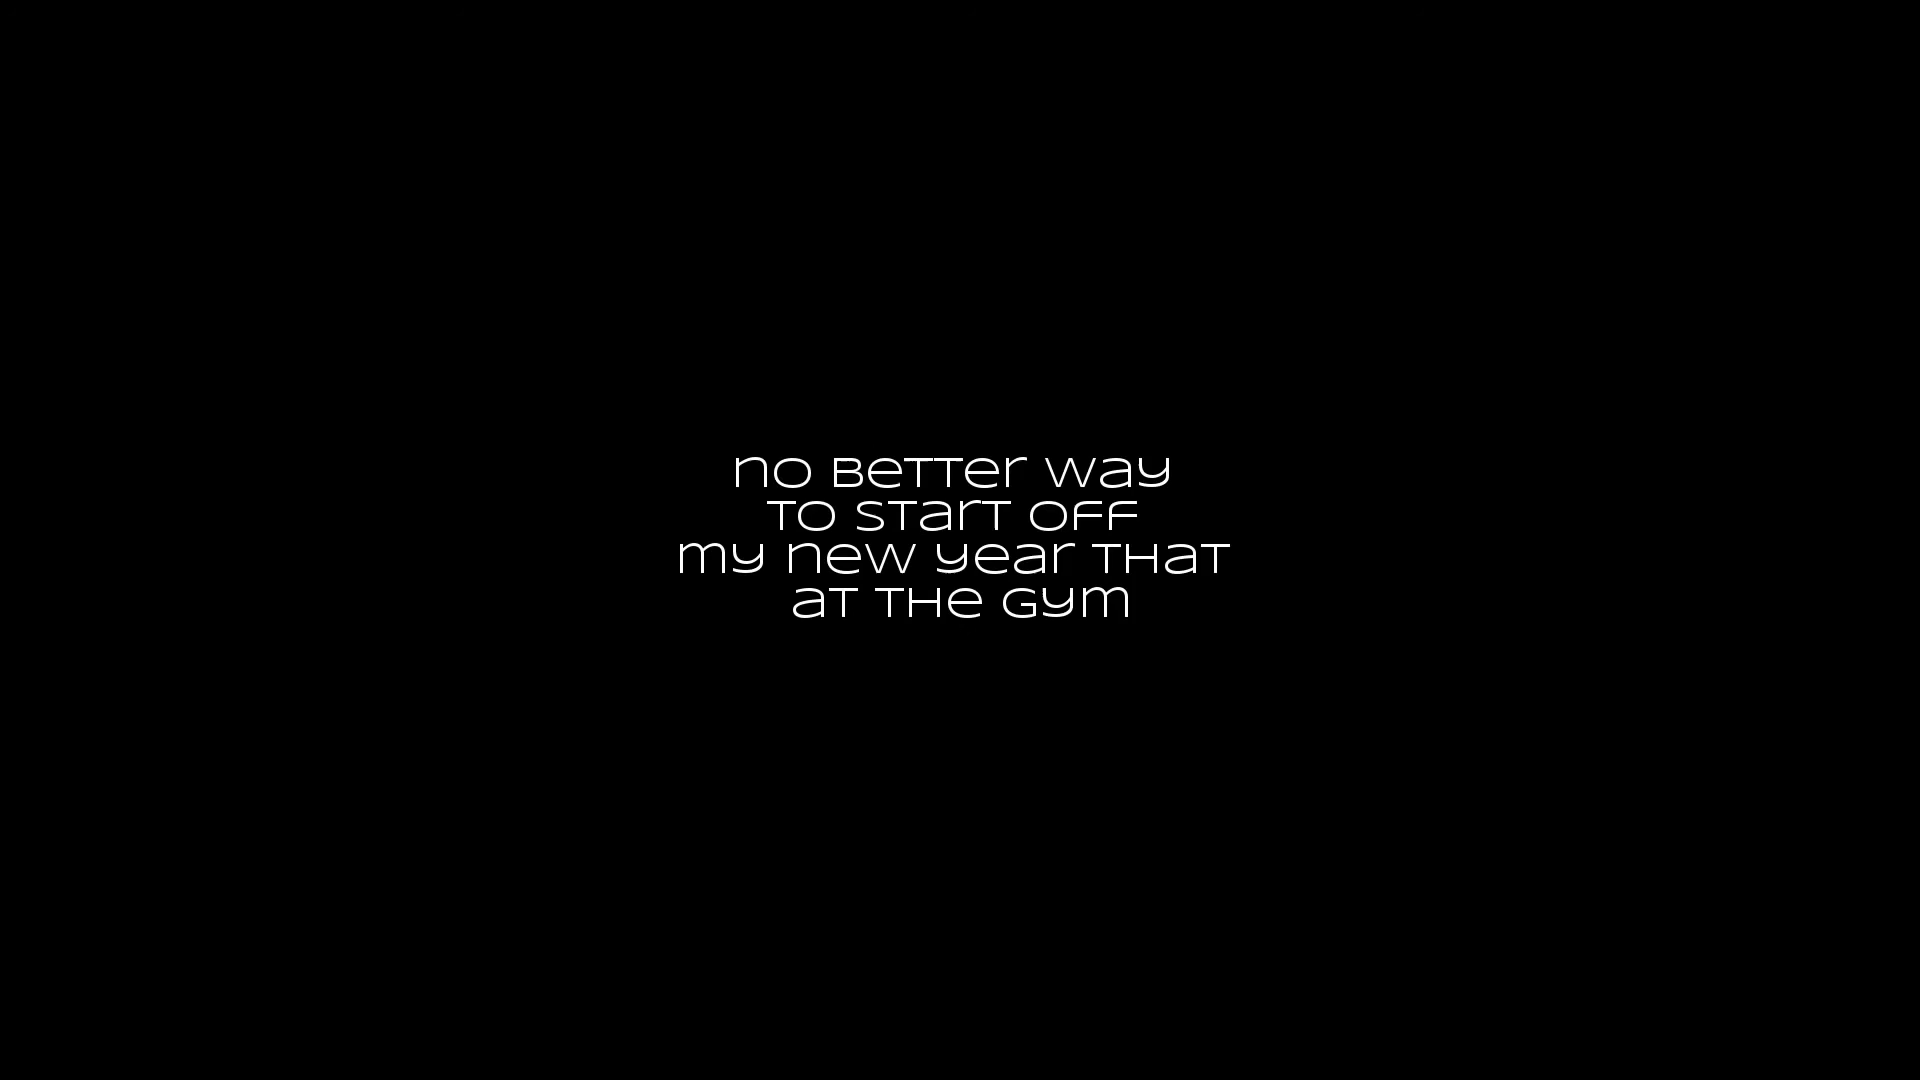 no better way
to start off
my new year that
at the gym